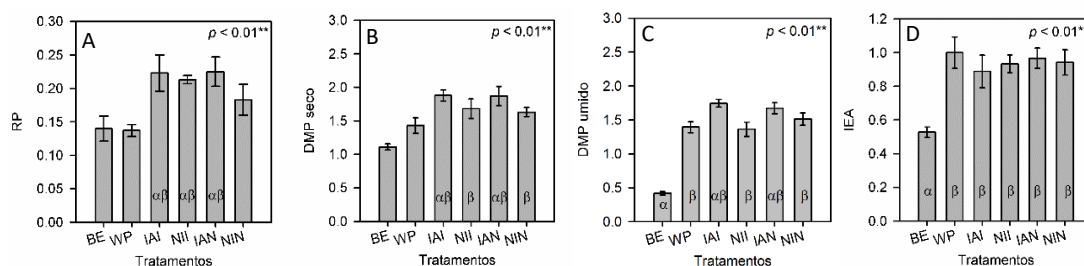 A
p < 0.01**
RP
0.30
0.25
0.20
0.15
0.10
0.05
0.00
αβ αβ αβ
BE WP IAI NII IAN NIN
Tratamentos
B
p < 0.01**
DMP seco
3.0
2.5
2.0
1.5
1.0
0.5
0.0
αβ β αβ β
BE WP IAI NII IAN NIN
Tratamentos
C
p < 0.01**
DMP umido
3.0
2.5
2.0
1.5
1.0
0.5
0.0
α β αβ β αβ β
BE WP IAI NII IAN NIN
Tratamentos
D
p < 0.01**
IEA
1.2
1.0
0.8
0.6
0.4
0.2
0.0
α β β β β β
BE WP IAI NII IAN NIN
Tratamentos